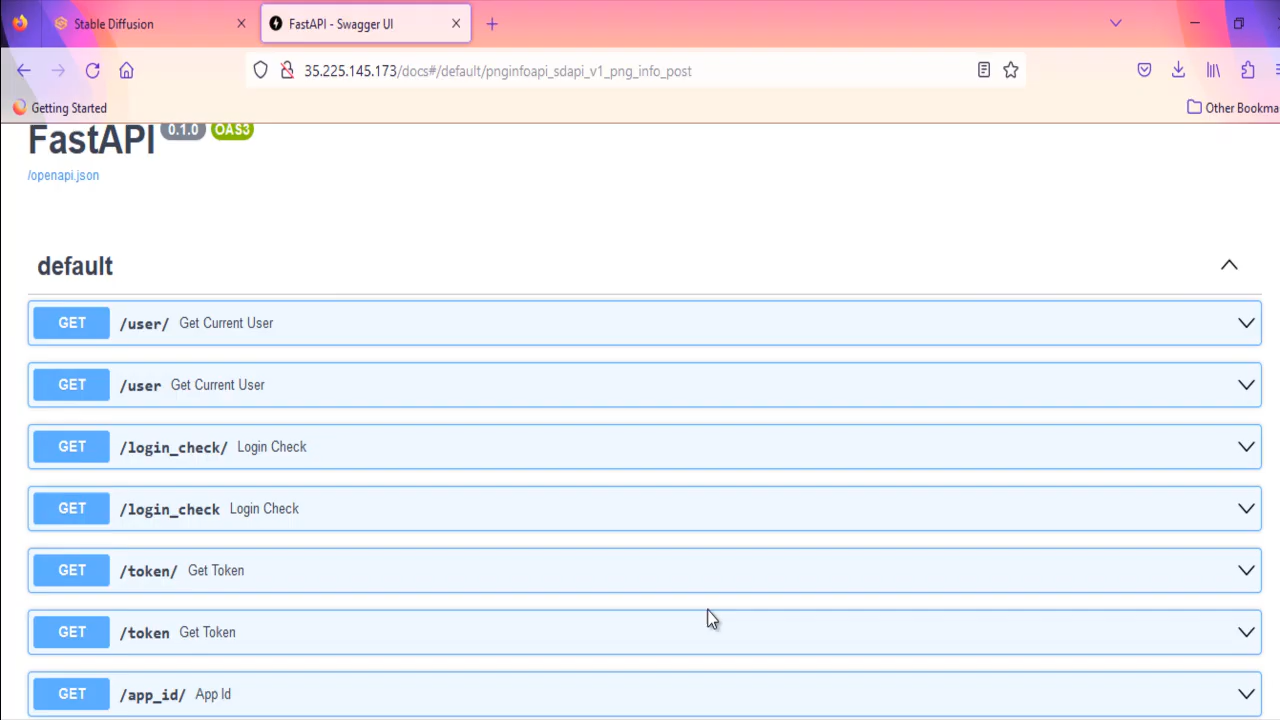 Stable Diffusion
FastAPI - Swagger UI
35.225.145.173/docs#/default/pnginfoapi_sdapi_v1_png_info_post
Getting Started
Other Bookma
FastAPI 0.1.0 OAS3
/openapi.json
default
GET /user/ Get Current User
GET /user Get Current User
GET /login_check/ Login Check
GET /login_check Login Check
GET /token/ Get Token
GET /token Get Token
GET /app_id/ App Id